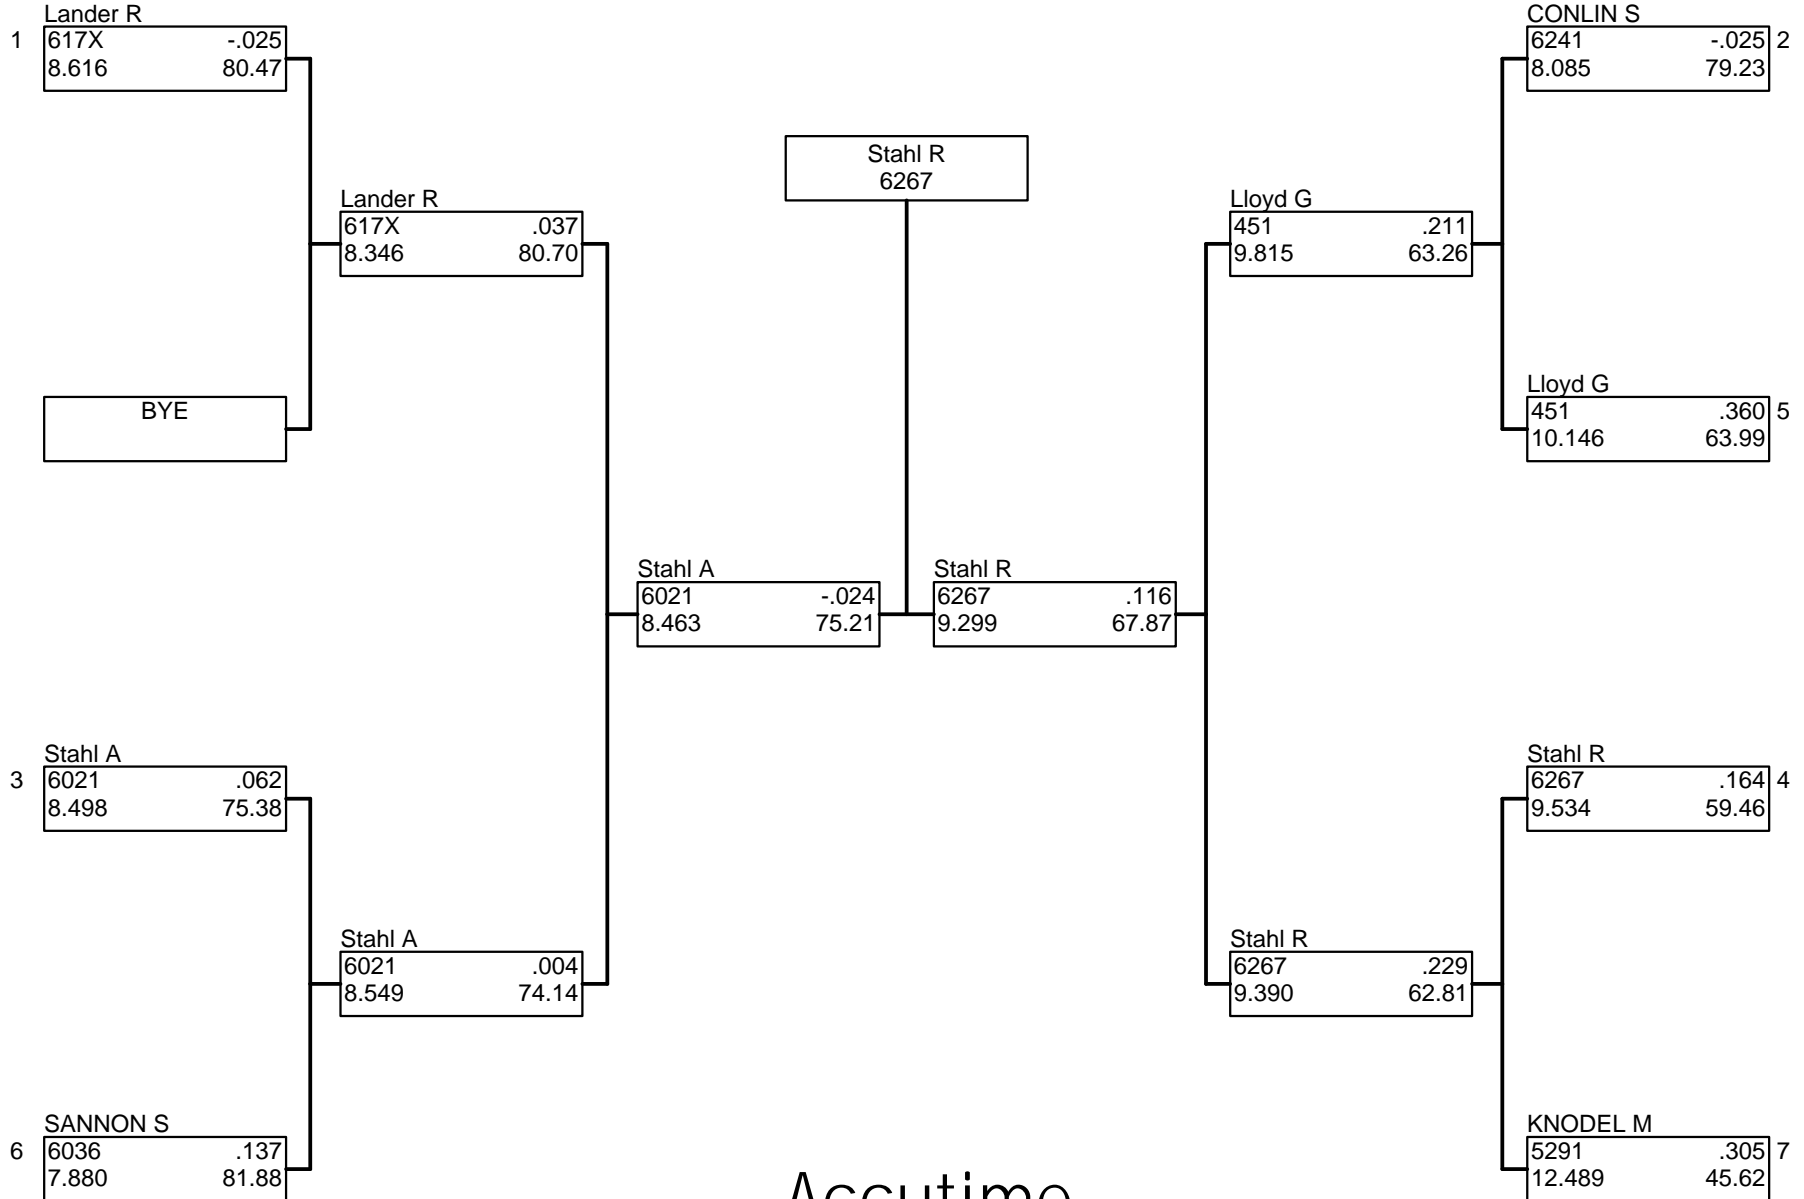 Lander R
1
617X -.025
8.616 80.47
BYE
Stahl A
3
6021 .062
8.498 75.38
SANNON S
6
6036 .137
7.880 81.88
Lander R
617X .037
8.346 80.70
Stahl A
6021 .004
8.549 74.14
Stahl A
6021 -.024
8.463 75.21
Stahl R
6267
Stahl R
6267 .116
9.299 67.87
Lloyd G
451 .211
9.815 63.26
Stahl R
6267 .229
9.390 62.81
CONLIN S
6241 -.025 2
8.085 79.23
Lloyd G
451 .360 5
10.146 63.99
Stahl R
6267 .164 4
9.534 59.46
KNODEL M
5291 .305 7
12.489 45.62
Accutime